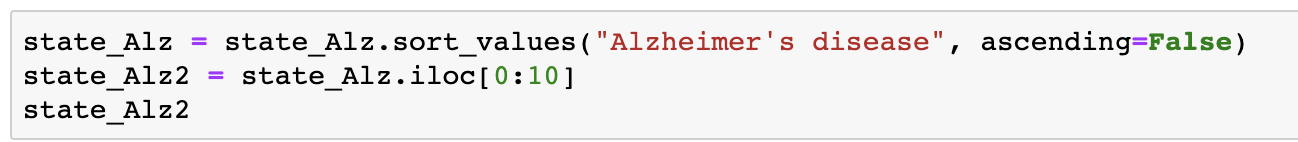 state_Alz = state_Alz.sort_values("Alzheimer's disease", ascending=False)
state_Alz2 = state_Alz.iloc[0:10]
state_Alz2